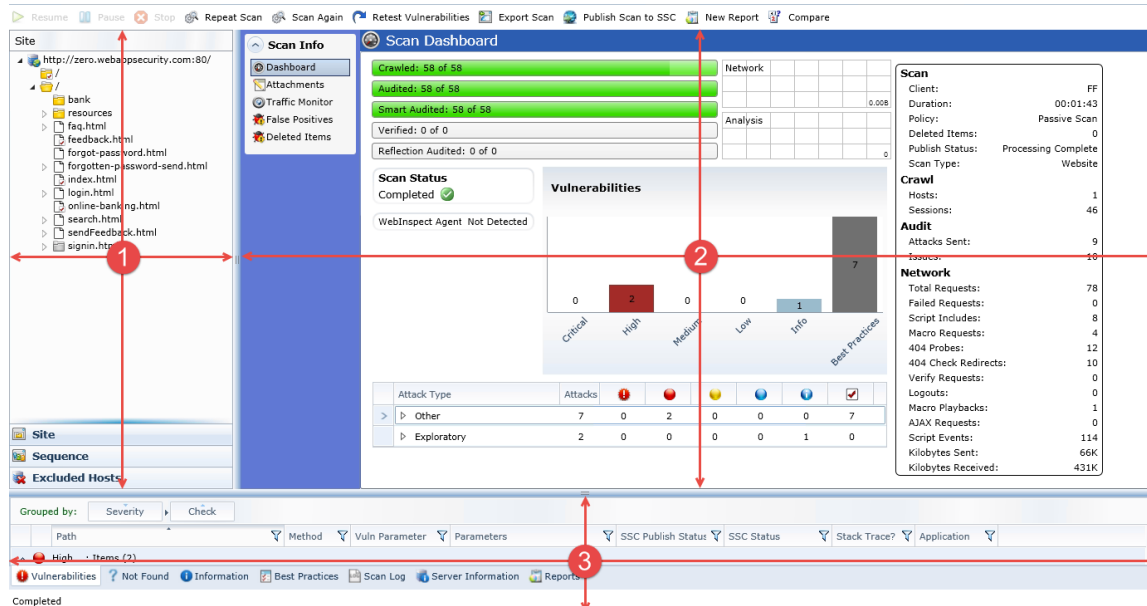 Resume Pause Stop Repeat Scan Scan Again Retest Vulnerabilities Export Scan Publish Scan to SSC New Report Compare
Site
http://zero.webappsecurity.com:80/
/
/
bank
resources
faq.html
feedback.html
forgot-password.html
forgotten-password-send.html
index.html
login.html
online-banking.html
search.html
sendFeedback.html
signin.html
1
Site
Sequence
Excluded Hosts
Scan Info
Dashboard
Attachments
Traffic Monitor
False Positives
Deleted Items
Scan Dashboard
Crawled: 58 of 58
Audited: 58 of 58
Smart Audited: 58 of 58
Verified: 0 of 0
Reflection Audited: 0 of 0
Network
0.00B
Analysis
0
Scan Status
Completed
WebInspect Agent Not Detected
Vulnerabilities
2
0 2 0 0 1 7
Critical High Medium Low Info Best Practices
Attack Type Attacks
Other 7 0 2 0 0 0 7
Exploratory 2 0 0 0 0 1 0
Scan
Client: FF
Duration: 00:01:43
Policy: Passive Scan
Deleted Items: 0
Publish Status: Processing Complete
Scan Type: Website
Crawl
Hosts: 1
Sessions: 46
Audit
Attacks Sent: 9
Issues: 10
Network
Total Requests: 78
Failed Requests: 0
Script Includes: 8
Macro Requests: 4
404 Probes: 12
404 Check Redirects: 10
Verify Requests: 0
Logouts: 0
Macro Playbacks: 1
AJAX Requests: 0
Script Events: 114
Kilobytes Sent: 66K
Kilobytes Received: 431K
Grouped by: Severity Check
Path Method Vuln Parameter Parameters SSC Publish Status SSC Status Stack Trace? Application
High : Items (2)
3
Vulnerabilities Not Found Information Best Practices Scan Log Server Information Reports
Completed